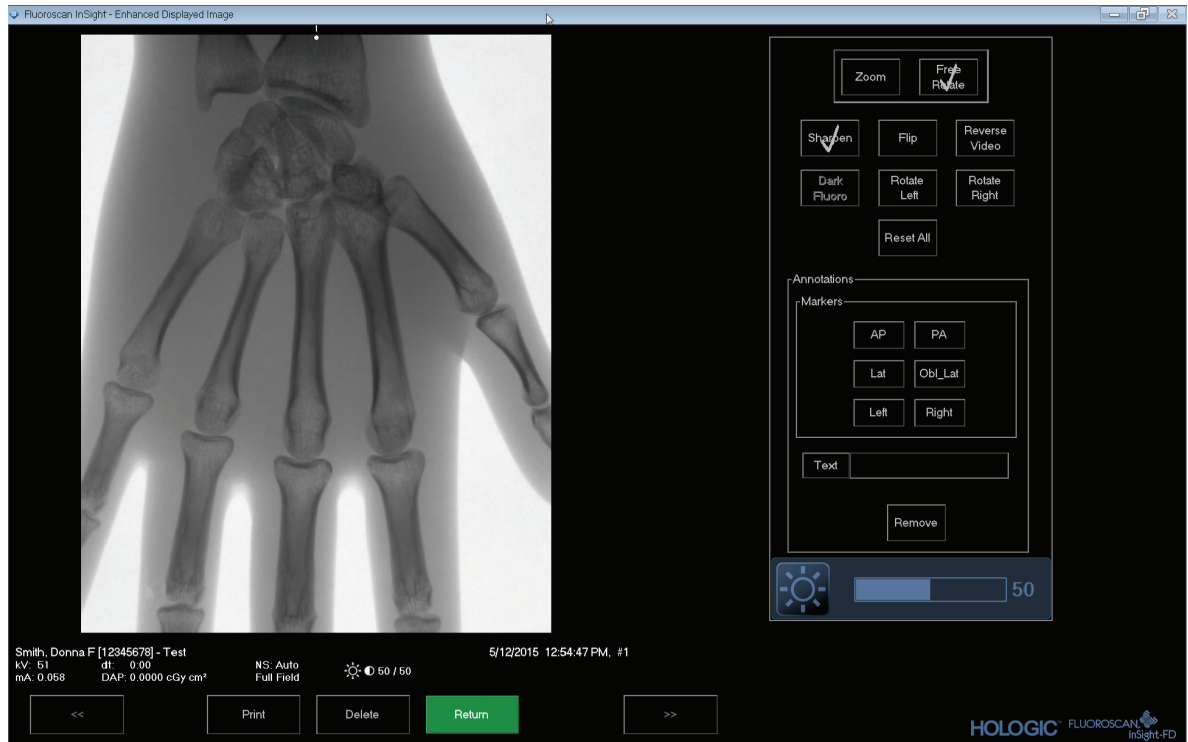 Fluoroscan InSight - Enhanced Displayed Image
Zoom
Free
Rotate
Sharpen
Flip
Reverse
Video
Dark
Fluoro
Rotate
Left
Rotate
Right
Reset All
Annotations
Markers
AP
PA
Lat
Obl_Lat
Left
Right
Text
Remove
50
Smith, Donna F [12345678] - Test
5/12/2015 12:54:47 PM, #1
kV: 51
dt: 0:00
NS: Auto
50 / 50
mA: 0.058
DAP: 0.0000 cGy cm²
Full Field
<<
Print
Delete
Return
>>
HOLOGIC™
FLUOROSCAN
InSight-FD